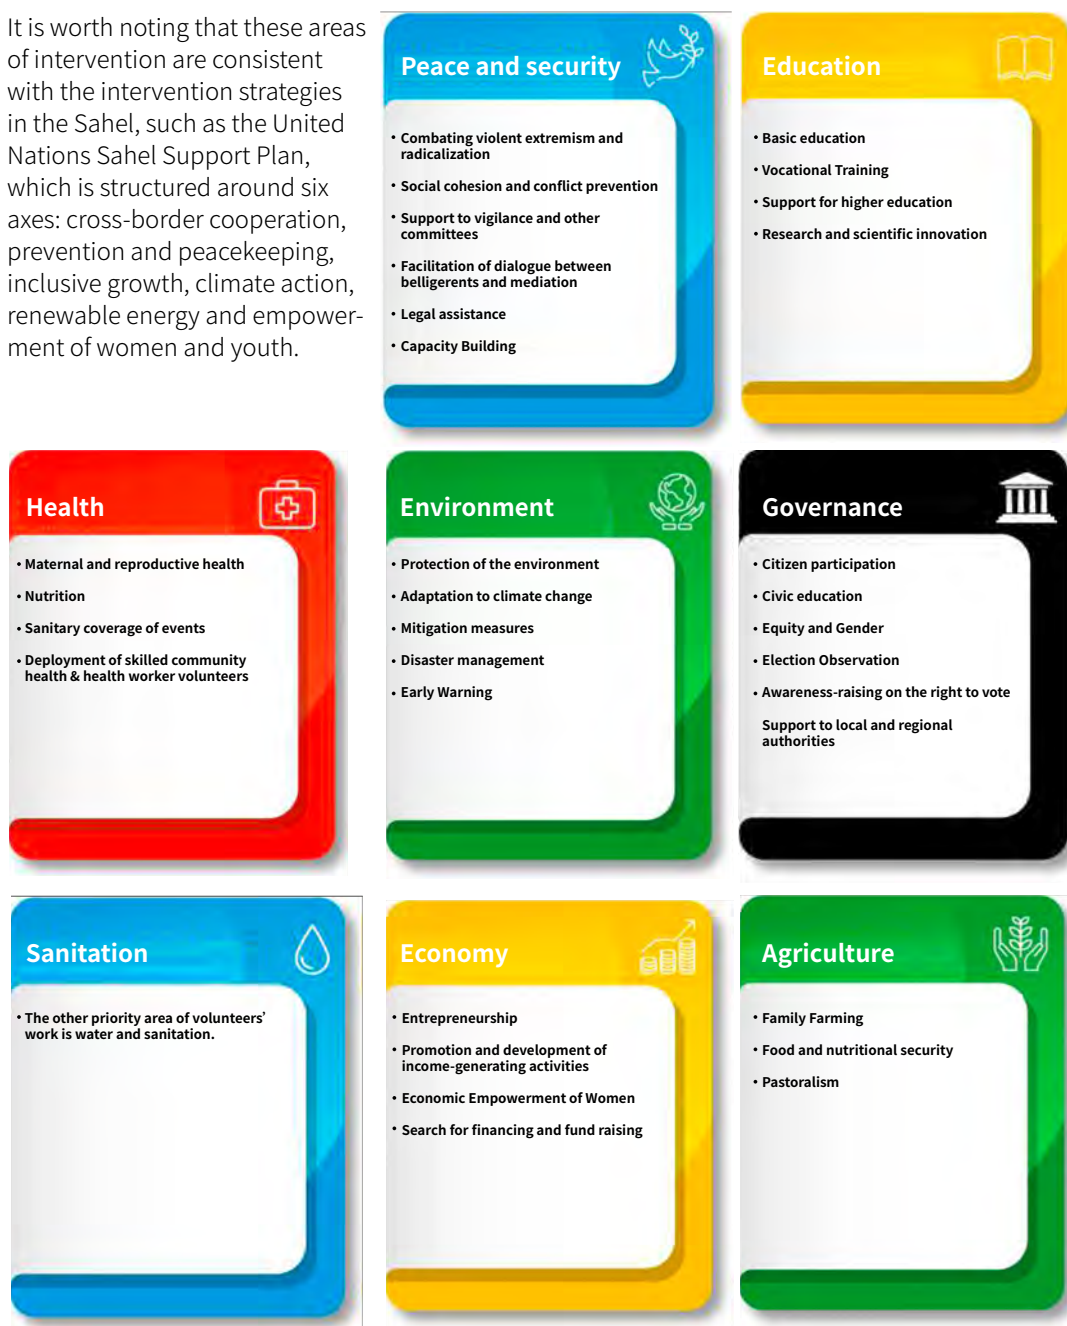 It is worth noting that these areas
of intervention are consistent
with the intervention strategies
in the Sahel, such as the United
Nations Sahel Support Plan,
which is structured around six
axes: cross-border cooperation,
prevention and peacekeeping,
inclusive growth, climate action,
renewable energy and empower-
ment of women and youth.
Peace and security
• Combating violent extremism and
radicalization
• Social cohesion and conflict prevention
• Support to vigilance and other
committees
• Facilitation of dialogue between
belligerents and mediation
• Legal assistance
• Capacity Building
Education
• Basic education
• Vocational Training
• Support for higher education
• Research and scientific innovation
Health
• Maternal and reproductive health
• Nutrition
• Sanitary coverage of events
• Deployment of skilled community
health & health worker volunteers
Environment
• Protection of the environment
• Adaptation to climate change
• Mitigation measures
• Disaster management
• Early Warning
Governance
• Citizen participation
• Civic education
• Equity and Gender
• Election Observation
• Awareness-raising on the right to vote
Support to local and regional
authorities
Sanitation
• The other priority area of volunteers’
work is water and sanitation.
Economy
• Entrepreneurship
• Promotion and development of
income-generating activities
• Economic Empowerment of Women
• Search for financing and fund raising
Agriculture
• Family Farming
• Food and nutritional security
• Pastoralism